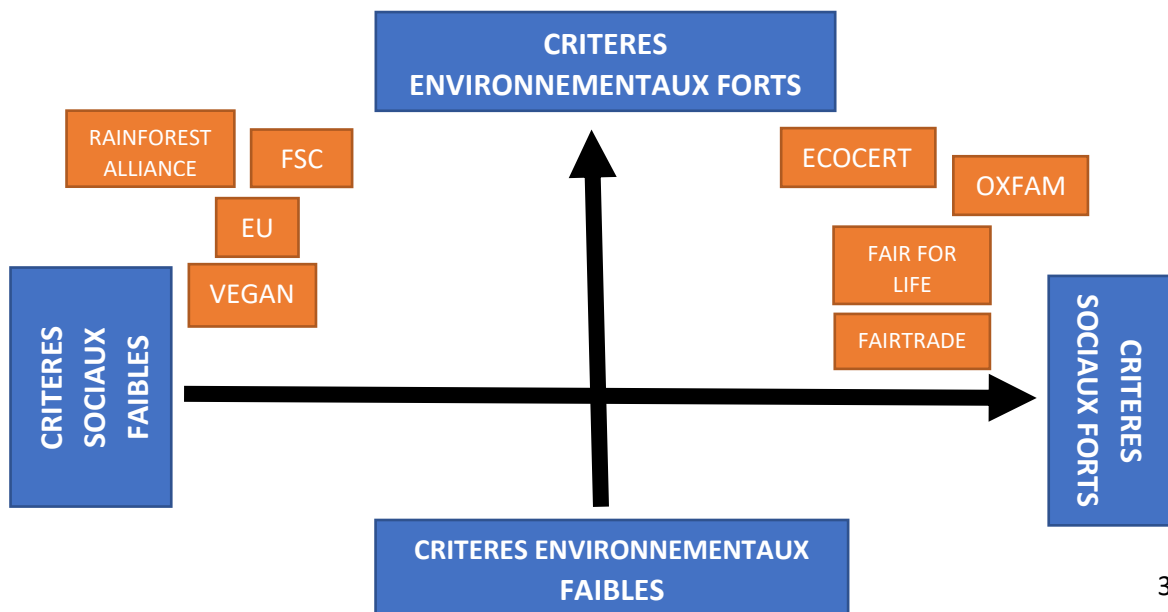 CRITERES
ENVIRONNEMENTAUX FORTS
RAINFOREST
ALLIANCE
FSC
ECOCERT
OXFAM
EU
FAIR FOR
LIFE
VEGAN
FAIRTRADE
CRITERES
SOCIAUX
FAIBLES
CRITERES
SOCIAUX FORTS
CRITERES ENVIRONNEMENTAUX
FAIBLES
3